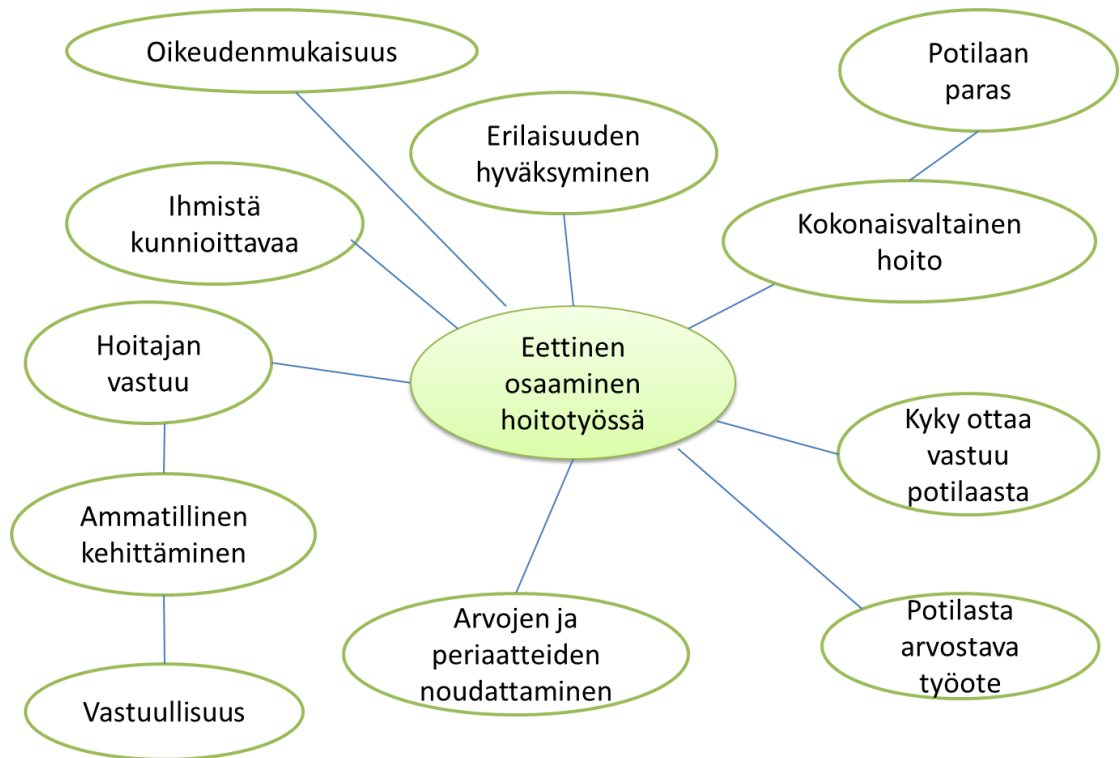 Oikeudenmukaisuus
Potilaan
paras
Erilaisuuden
hyväksyminen
Ihmistä
kunnioittavaa
Kokonaisvaltainen
hoito
Hoitajan
vastuu
Eettinen
osaaminen
hoitotyössä
Kyky ottaa
vastuu
potilaasta
Ammatillinen
kehittäminen
Arvojen ja
periaatteiden
noudattaminen
Potilasta
arvostava
työote
Vastuullisuus